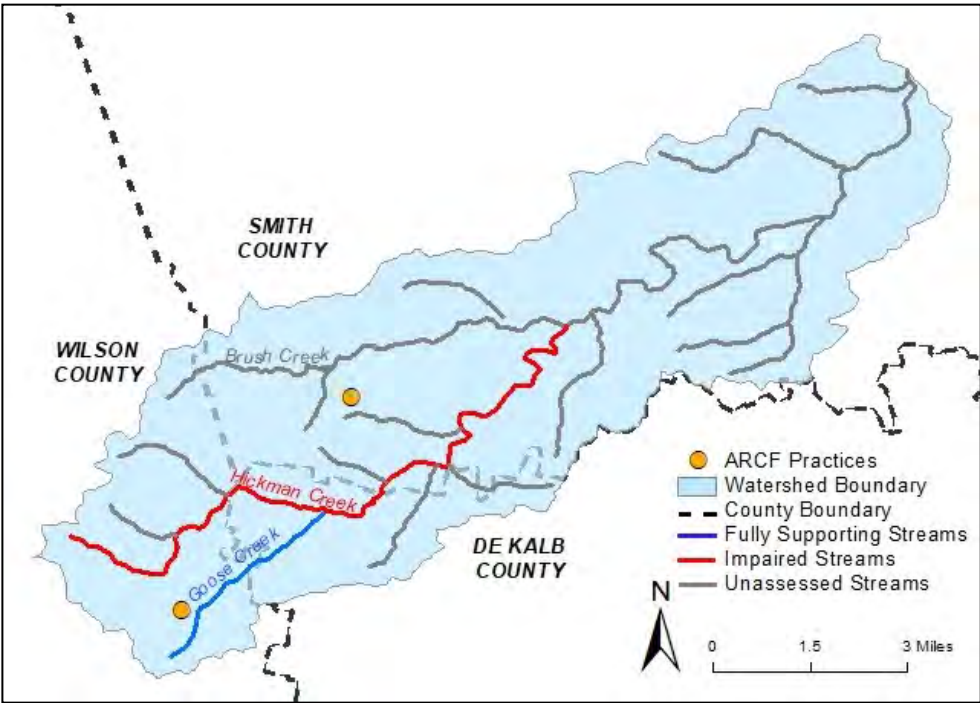 SMITH
COUNTY
WILSON
COUNTY
Brush Creek
Hickman Creek
Goose Creek
DE KALB
COUNTY
ARCF Practices
Watershed Boundary
County Boundary
Fully Supporting Streams
Impaired Streams
Unassessed Streams
N
0 1.5 3 Miles